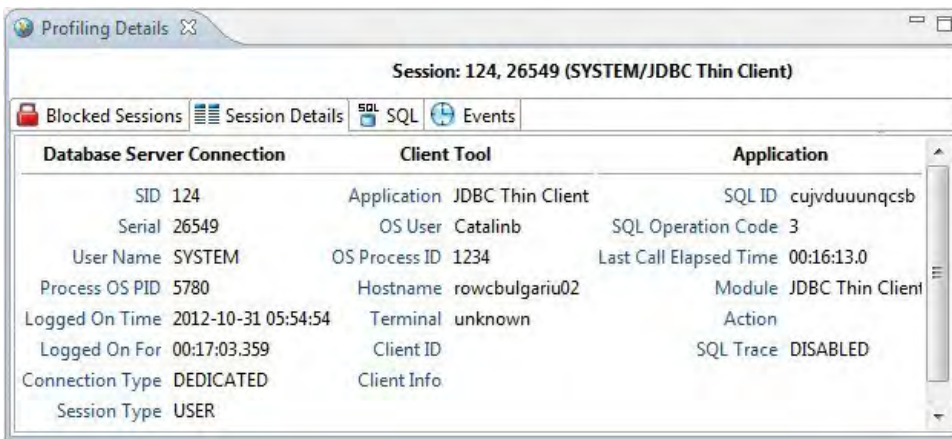 Profiling Details
Session: 124, 26549 (SYSTEM/JDBC Thin Client)
Blocked Sessions Session Details SQL SQL Events
Database Server Connection Client Tool Application
SID 124 Application JDBC Thin Client SQL ID cujvduuunqcsb
Serial 26549 OS User Catalinb SQL Operation Code 3
User Name SYSTEM OS Process ID 1234 Last Call Elapsed Time 00:16:13.0
Process OS PID 5780 Hostname rowcbulgariu02 Module JDBC Thin Client
Logged On Time 2012-10-31 05:54:54 Terminal unknown Action
Logged On For 00:17:03.359 Client ID SQL Trace DISABLED
Connection Type DEDICATED Client Info
Session Type USER